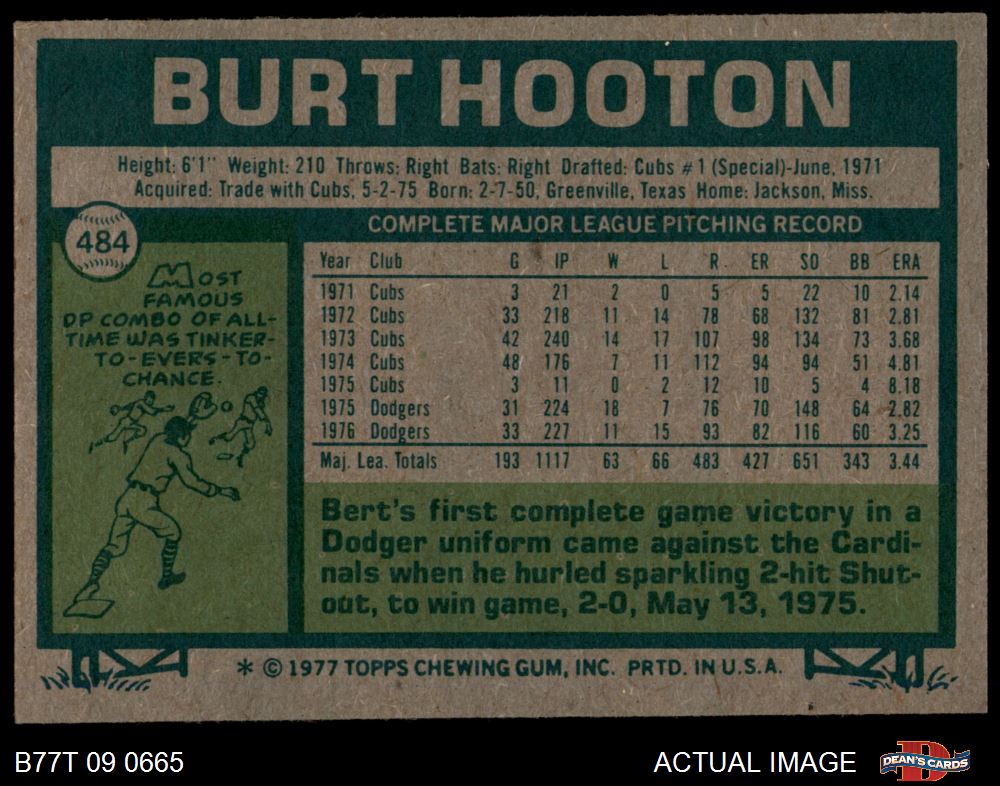 BURT HOOTON
Height: 6'1" Weight: 210 Throws: Right Bats: Right Drafted: Cubs #1 (Special)-June, 1971
Acquired: Trade with Cubs, 5-2-75 Born: 2-7-50, Greenville, Texas Home: Jackson, Miss.
484
MOST
FAMOUS
DP COMBO OF ALL-
TIME WAS TINKER-
TO-EVERS-TO-
CHANCE.
COMPLETE MAJOR LEAGUE PITCHING RECORD
Year Club G IP W L R ER SO BB ERA
1971 Cubs 3 21 2 0 5 5 22 10 2.14
1972 Cubs 33 218 11 14 78 68 132 81 2.81
1973 Cubs 42 240 14 17 107 98 134 73 3.68
1974 Cubs 48 176 7 11 112 94 94 51 4.81
1975 Cubs 3 11 0 2 12 10 5 4 8.18
1975 Dodgers 31 224 18 7 76 70 148 64 2.82
1976 Dodgers 33 227 11 15 93 82 116 60 3.25
Maj. Lea. Totals 193 1117 63 66 483 427 651 343 3.44
Bert's first complete game victory in a
Dodger uniform came against the Cardi-
nals when he hurled sparkling 2-hit Shut-
out, to win game, 2-0, May 13, 1975.
* © 1977 TOPPS CHEWING GUM, INC. PRTD. IN U.S.A.
B77T 09 0665 ACTUAL IMAGE DEAN'S CARDS